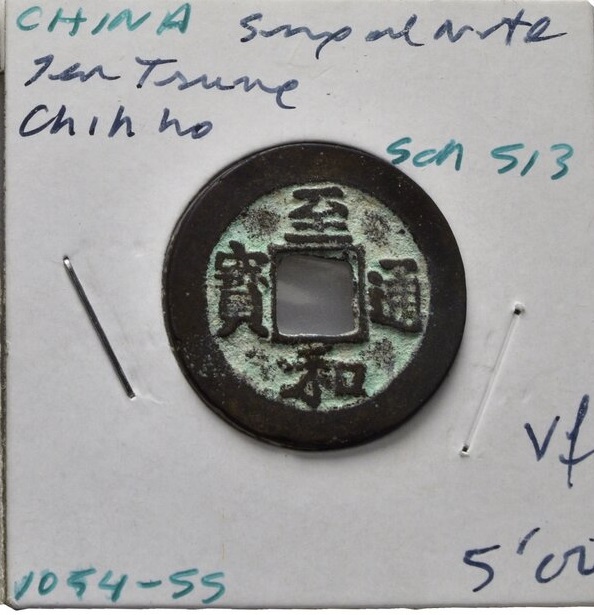 CHINA
Jen Tsung
Chih ho
Sch 513
至和通寶
Vf
1054-55